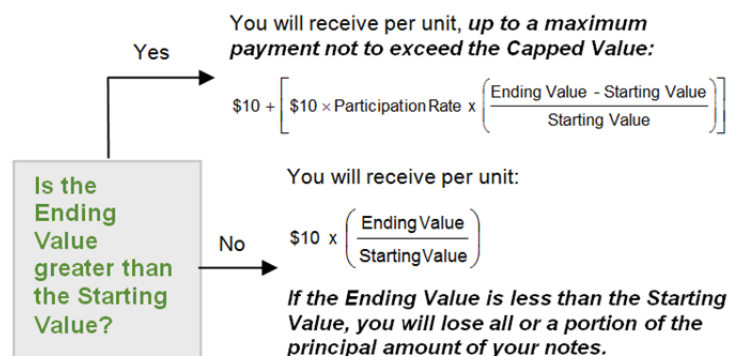 You will receive per unit, up to a maximum
Yes
payment not to exceed the Capped Value:
$10 + [ $10 × Participation Rate x ( Ending Value - Starting Value
Starting Value ) ]
Is the
Ending
Value
greater than
the Starting
Value?
You will receive per unit:
No
$10 x ( Ending Value
Starting Value )
If the Ending Value is less than the Starting
Value, you will lose all or a portion of the
principal amount of your notes.